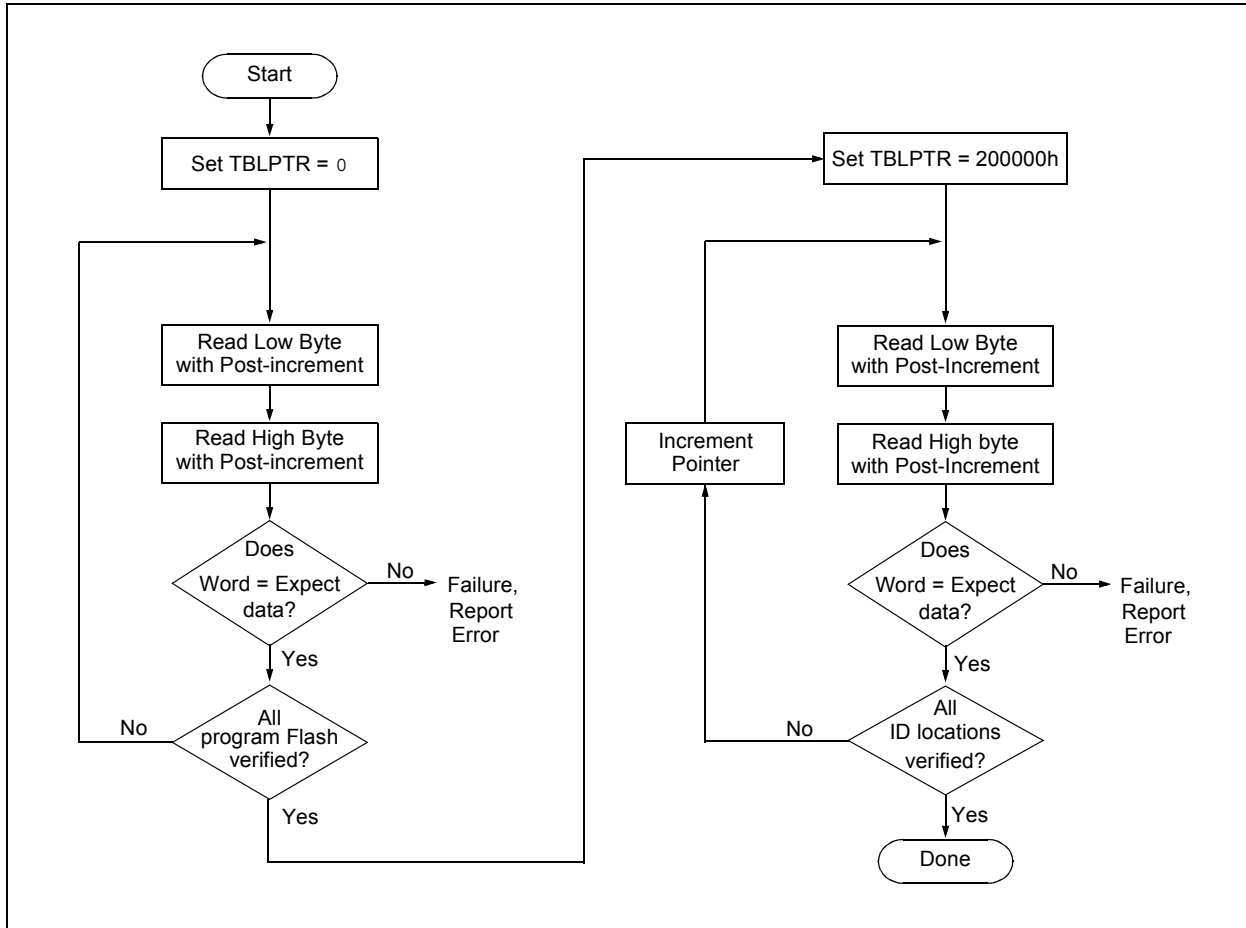 Start
Set TBLPTR = 0
Read Low Byte
with Post-increment
Read High Byte
with Post-increment
Does
Word = Expect
data?
No
Failure,
Report
Error
Yes
All
program Flash
verified?
No
Yes
Set TBLPTR = 200000h
Read Low Byte
with Post-Increment
Increment
Pointer
Read High byte
with Post-Increment
Does
Word = Expect
data?
No
Failure,
Report
Error
Yes
All
ID locations
verified?
No
Yes
Done